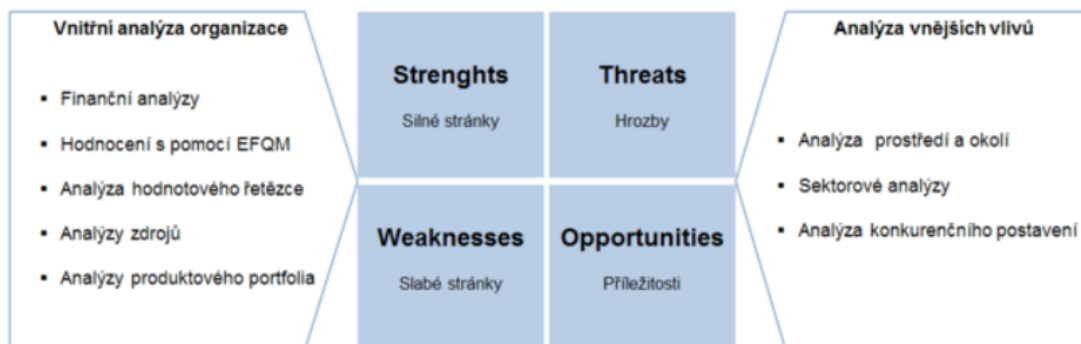 Vnitřní analýza organizace
▪ Finanční analýzy
▪ Hodnocení s pomocí EFQM
▪ Analýza hodnotového řetězce
▪ Analýzy zdrojů
▪ Analýzy produktového portfolia
Strenghts
Silné stránky
Threats
Hrozby
Weaknesses
Slabé stránky
Opportunities
Příležitosti
Analýza vnějších vlivů
▪ Analýza prostředí a okolí
▪ Sektorové analýzy
▪ Analýza konkurenčního postavení